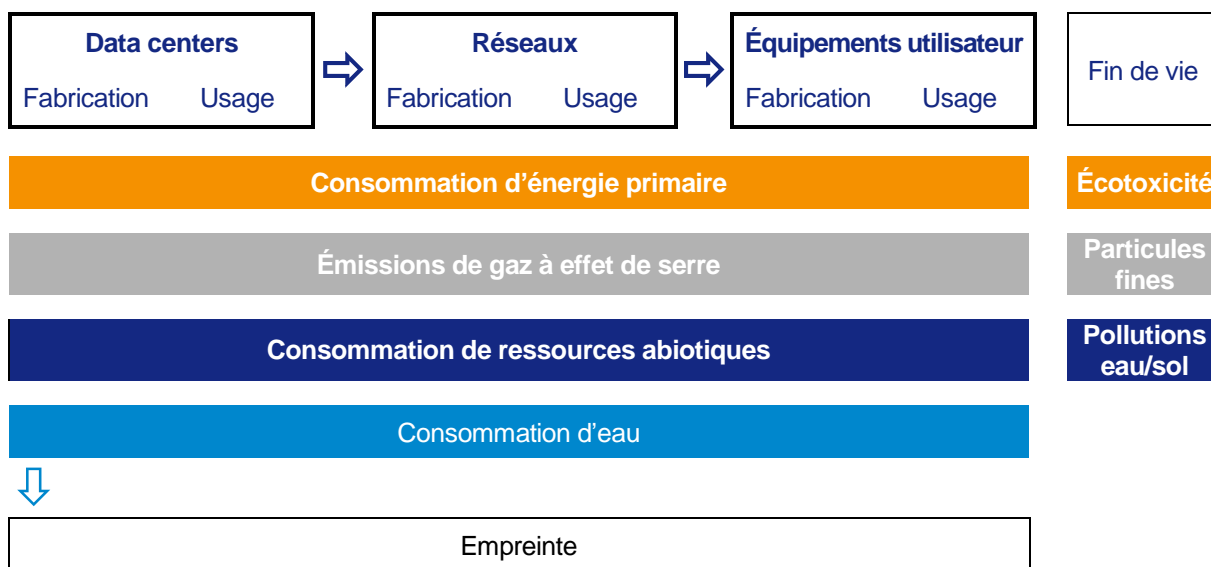 Data centers
Fabrication Usage
Réseaux
Fabrication Usage
Équipements utilisateur
Fabrication Usage
Fin de vie
Consommation d’énergie primaire
Écotoxicité
Émissions de gaz à effet de serre
Particules
fines
Consommation de ressources abiotiques
Pollutions
eau/sol
Consommation d’eau
Empreinte